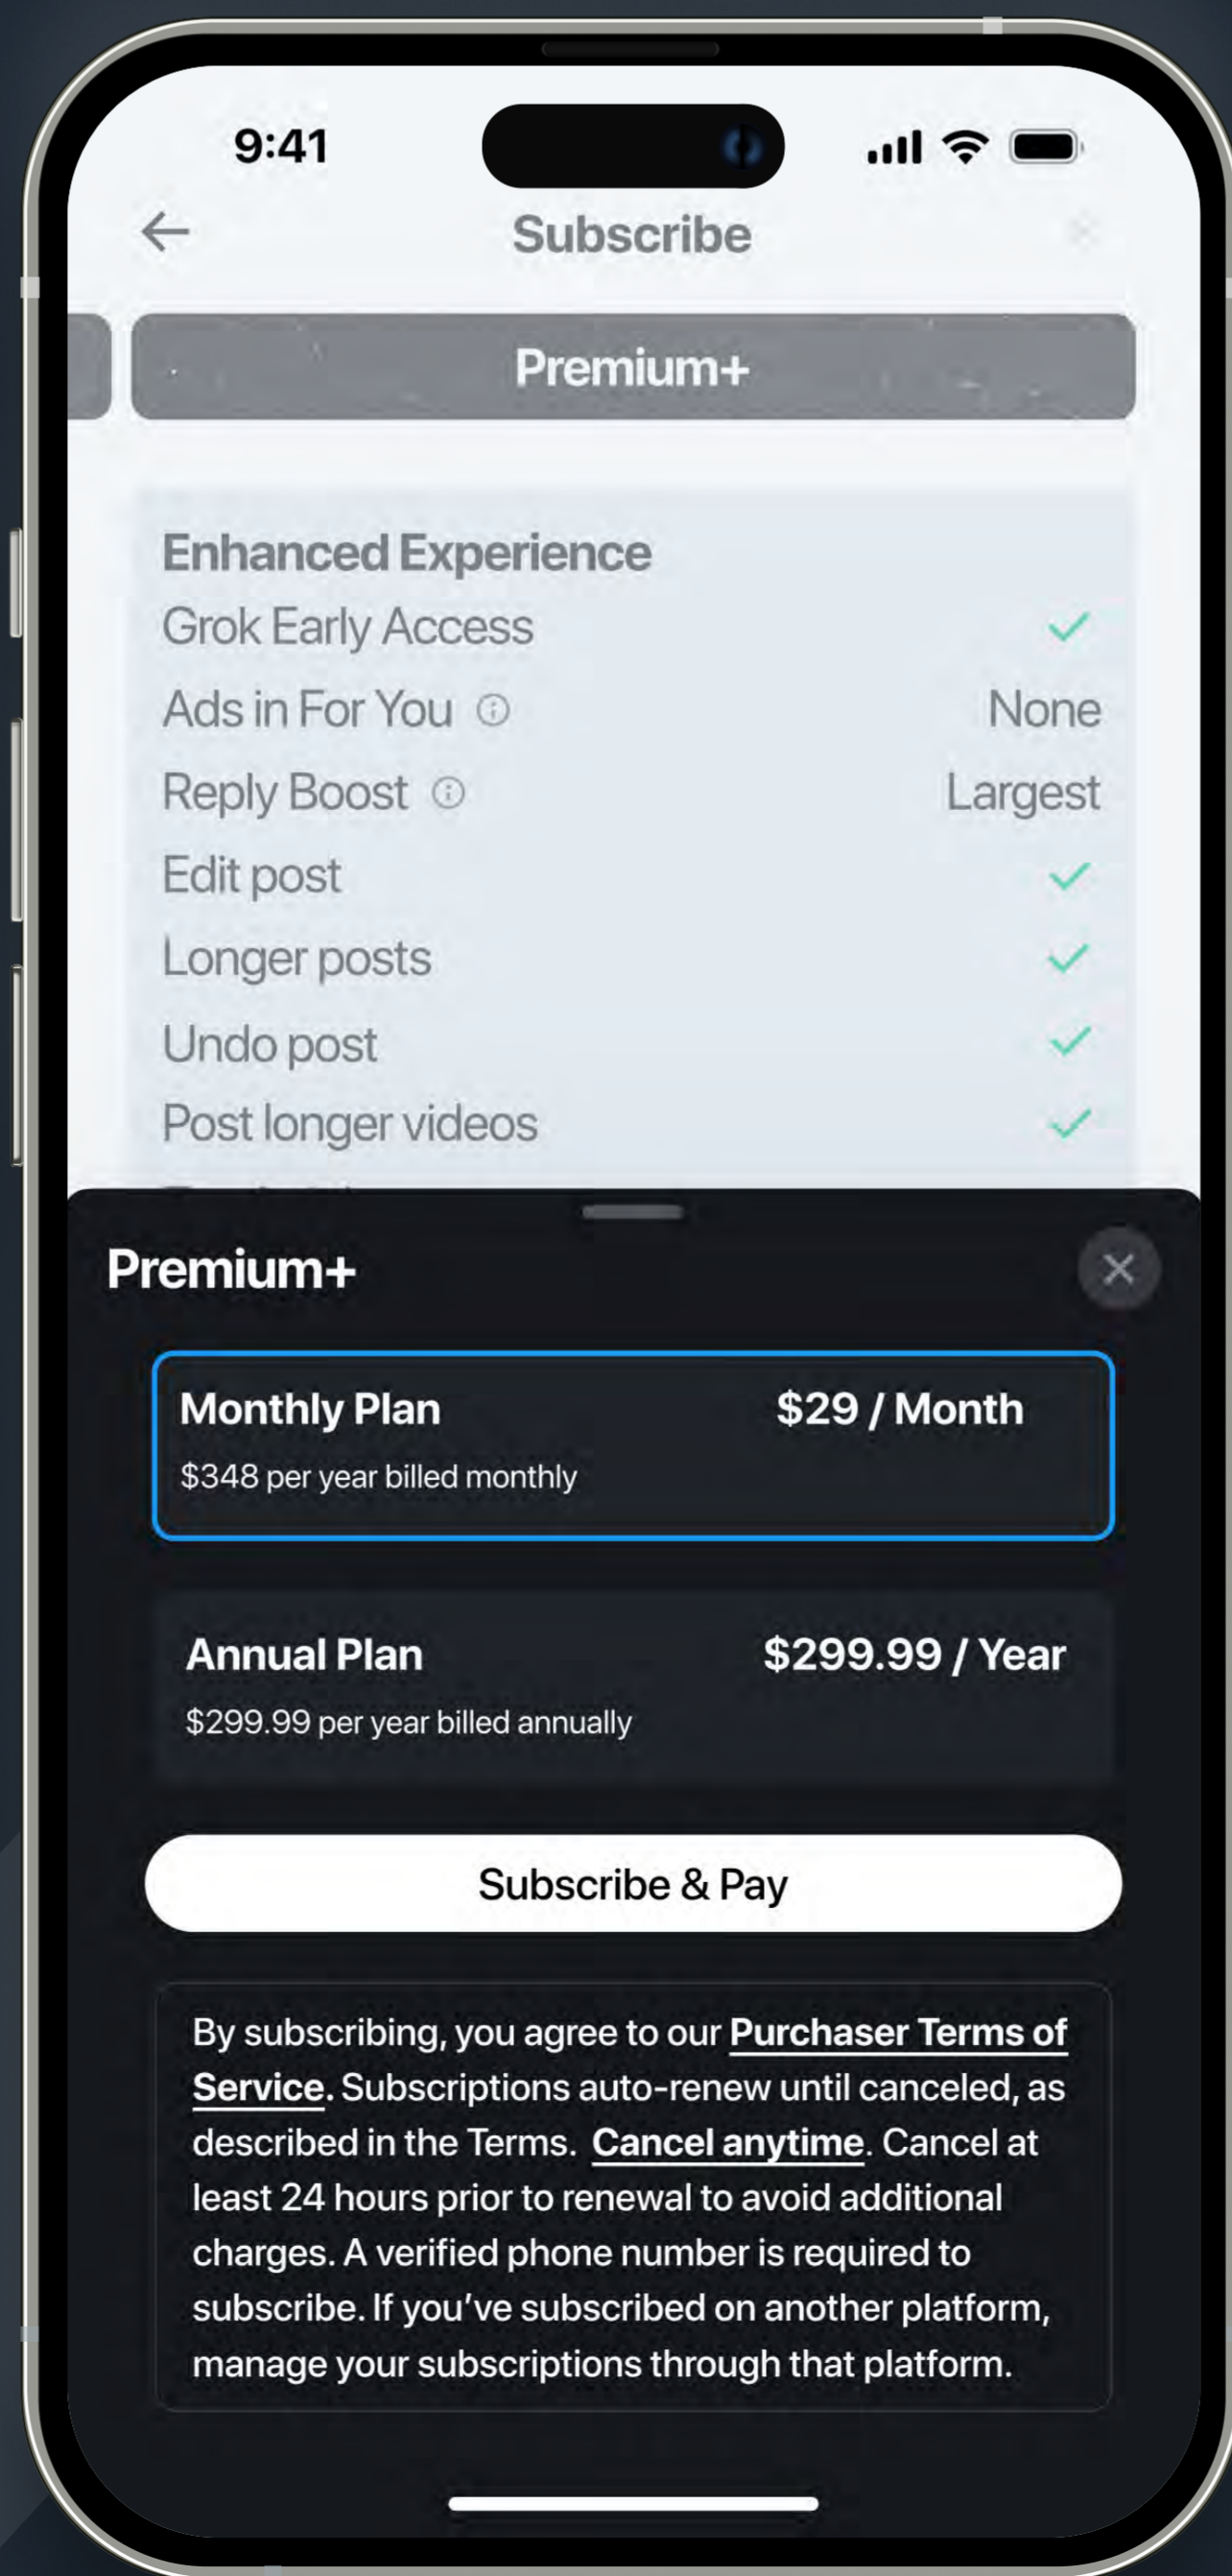 9:41
Subscribe
Premium+
Enhanced Experience
Grok Early Access
Ads in For You None
Reply Boost Largest
Edit post
Longer posts
Undo post
Post longer videos
Premium+
Monthly Plan $29 / Month
$348 per year billed monthly
Annual Plan $299.99 / Year
$299.99 per year billed annually
Subscribe & Pay
By subscribing, you agree to our Purchaser Terms of
Service. Subscriptions auto-renew until canceled, as
described in the Terms. Cancel anytime. Cancel at
least 24 hours prior to renewal to avoid additional
charges. A verified phone number is required to
subscribe. If you’ve subscribed on another platform,
manage your subscriptions through that platform.